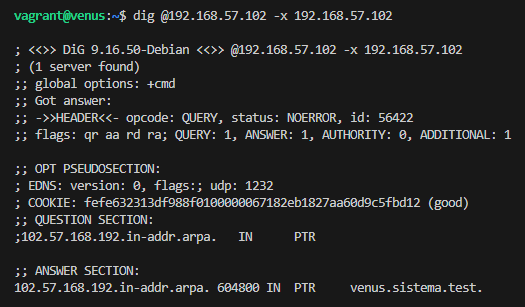 vagrant@venus:~$ dig @192.168.57.102 -x 192.168.57.102
; <<>> DiG 9.16.50-Debian <<>> @192.168.57.102 -x 192.168.57.102
; (1 server found)
;; global options: +cmd
;; Got answer:
;; ->>HEADER<<- opcode: QUERY, status: NOERROR, id: 56422
;; flags: qr aa rd ra; QUERY: 1, ANSWER: 1, AUTHORITY: 0, ADDITIONAL: 1
;; OPT PSEUDOSECTION:
; EDNS: version: 0, flags:; udp: 1232
; COOKIE: fefe632313df988f0100000067182eb1827aa60d9c5fbd12 (good)
;; QUESTION SECTION:
;102.57.168.192.in-addr.arpa. IN PTR
;; ANSWER SECTION:
102.57.168.192.in-addr.arpa. 604800 IN PTR venus.sistema.test.